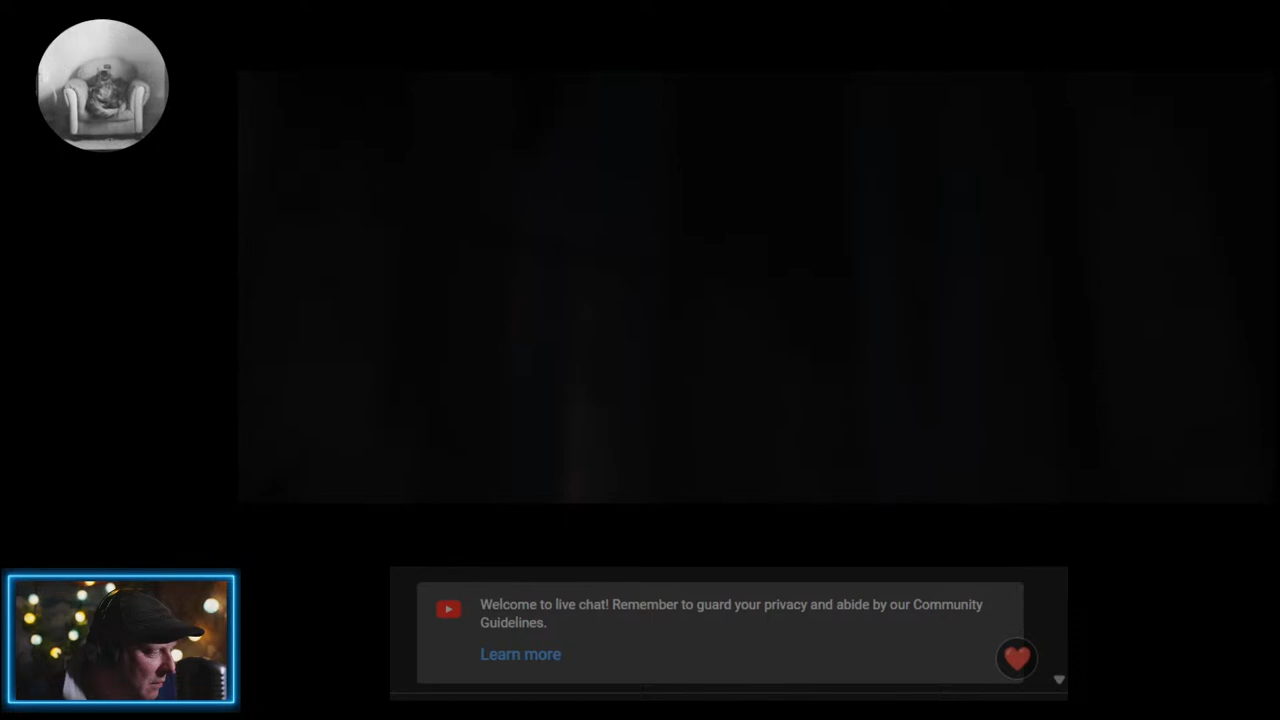 Welcome to live chat! Remember to guard your privacy and abide by our Community
Guidelines.
Learn more